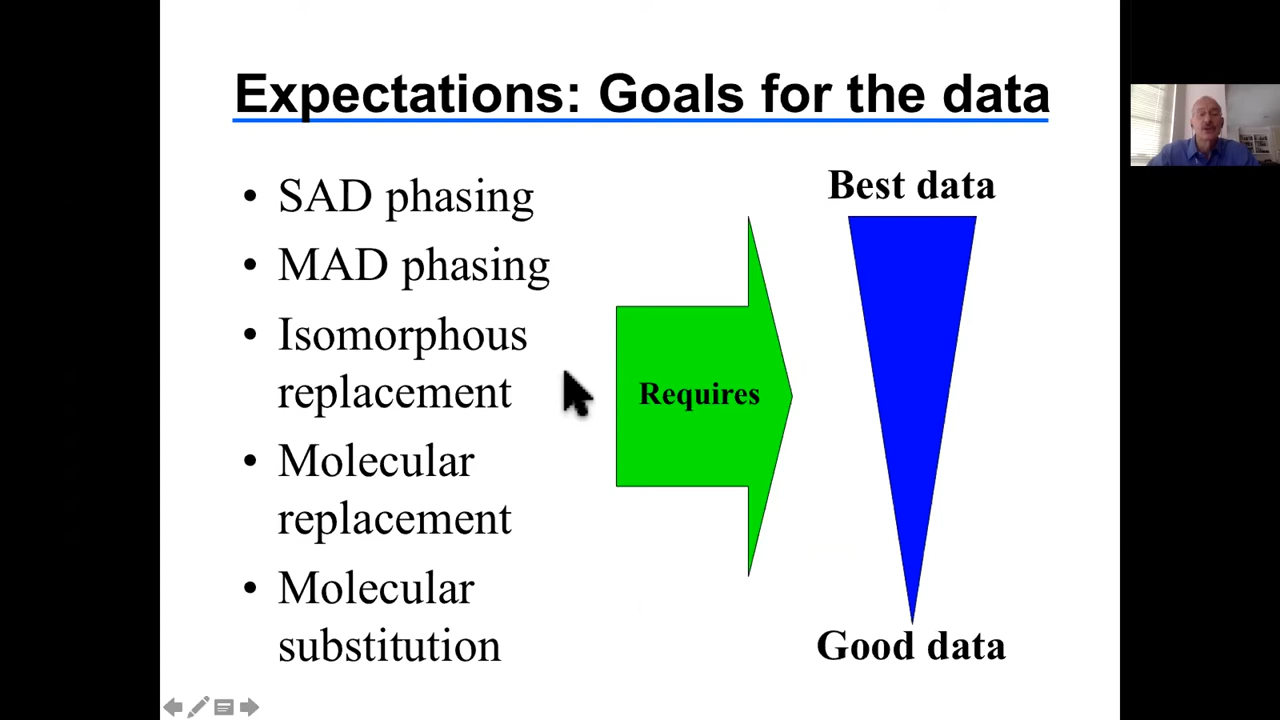 Expectations: Goals for the data
• SAD phasing
• MAD phasing
• Isomorphous
replacement
• Molecular
replacement
• Molecular
substitution
Requires
Best data
Good data